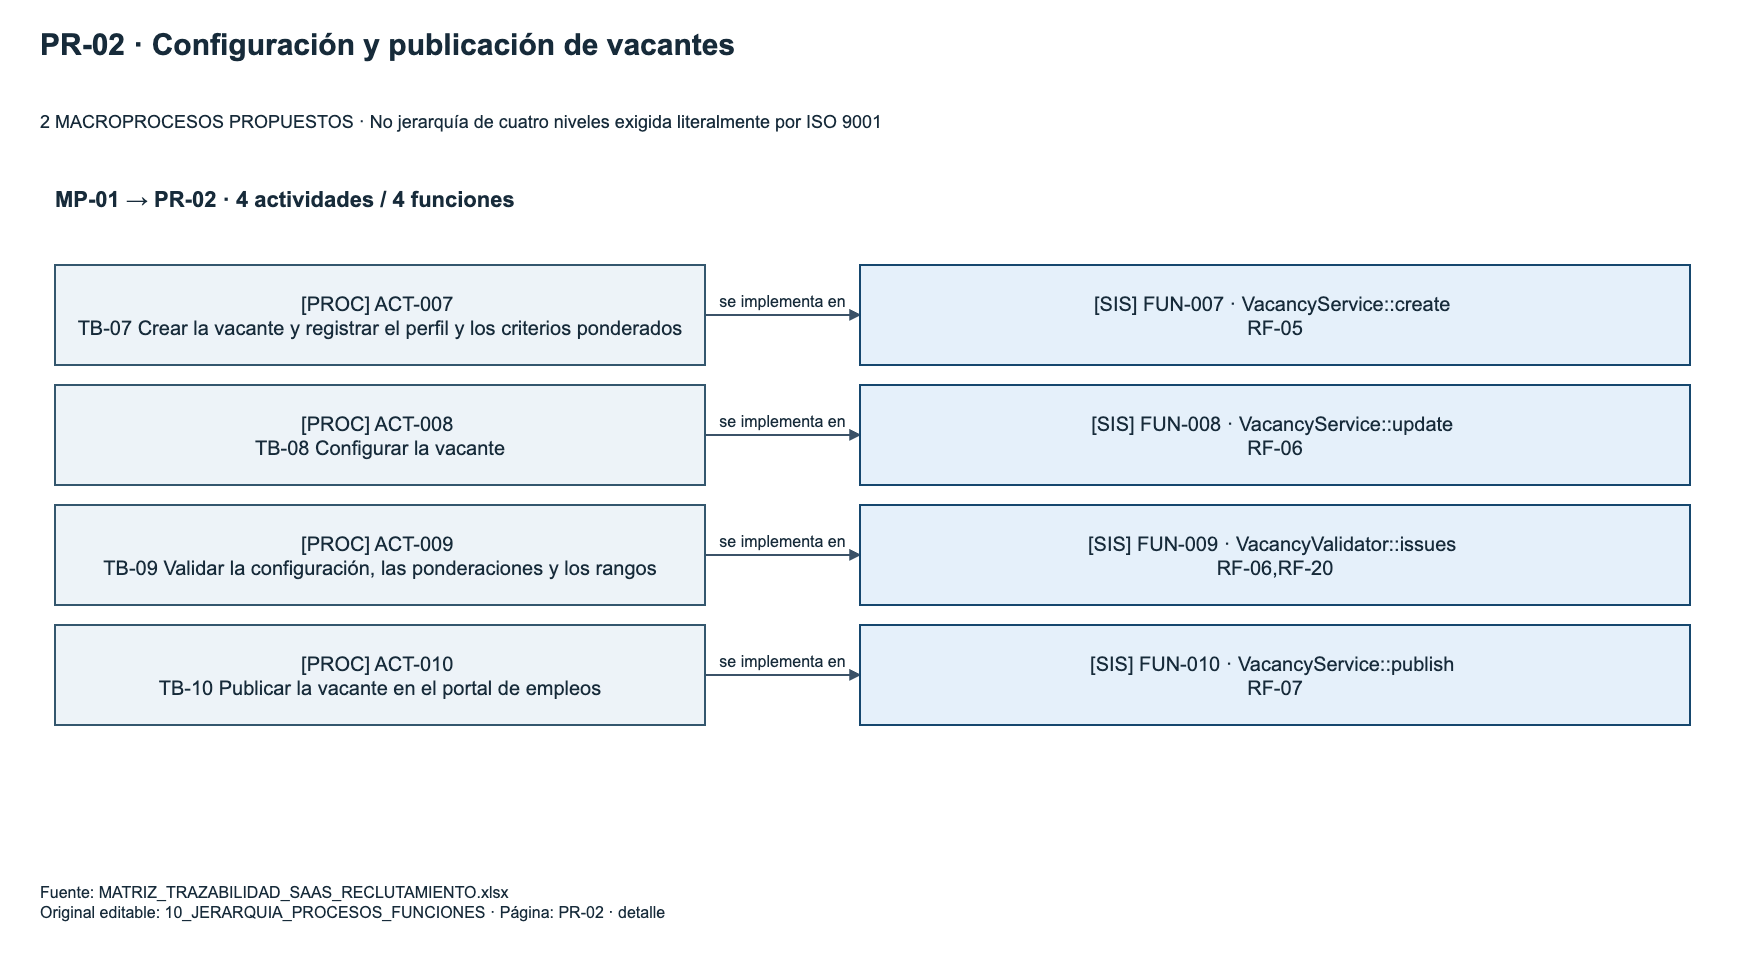 PR-02 · Configuración y publicación de vacantes
2 MACROPROCESOS PROPUESTOS · No jerarquía de cuatro niveles exigida literalmente por ISO 9001
MP-01 → PR-02 · 4 actividades / 4 funciones
[PROC] ACT-007
TB-07 Crear la vacante y registrar el perfil y los criterios ponderados
se implementa en
[SIS] FUN-007 · VacancyService::create
RF-05
[PROC] ACT-008
TB-08 Configurar la vacante
se implementa en
[SIS] FUN-008 · VacancyService::update
RF-06
[PROC] ACT-009
TB-09 Validar la configuración, las ponderaciones y los rangos
se implementa en
[SIS] FUN-009 · VacancyValidator::issues
RF-06,RF-20
[PROC] ACT-010
TB-10 Publicar la vacante en el portal de empleos
se implementa en
[SIS] FUN-010 · VacancyService::publish
RF-07
Fuente: MATRIZ_TRAZABILIDAD_SAAS_RECLUTAMIENTO.xlsx
Original editable: 10_JERARQUIA_PROCESOS_FUNCIONES · Página: PR-02 · detalle